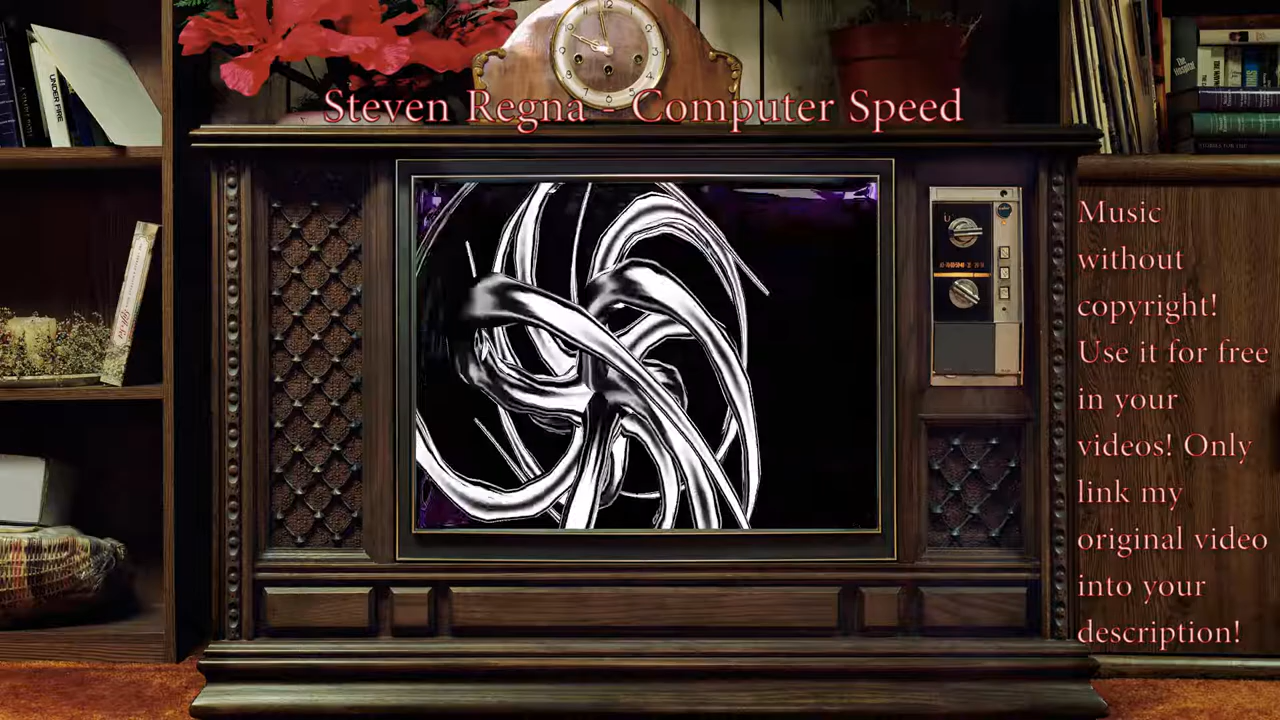 UNDER FIRE
Steven Regna - Computer Speed
Music
without
copyright!
Use it for free
in your
videos! Only
link my
original video
into your
description!